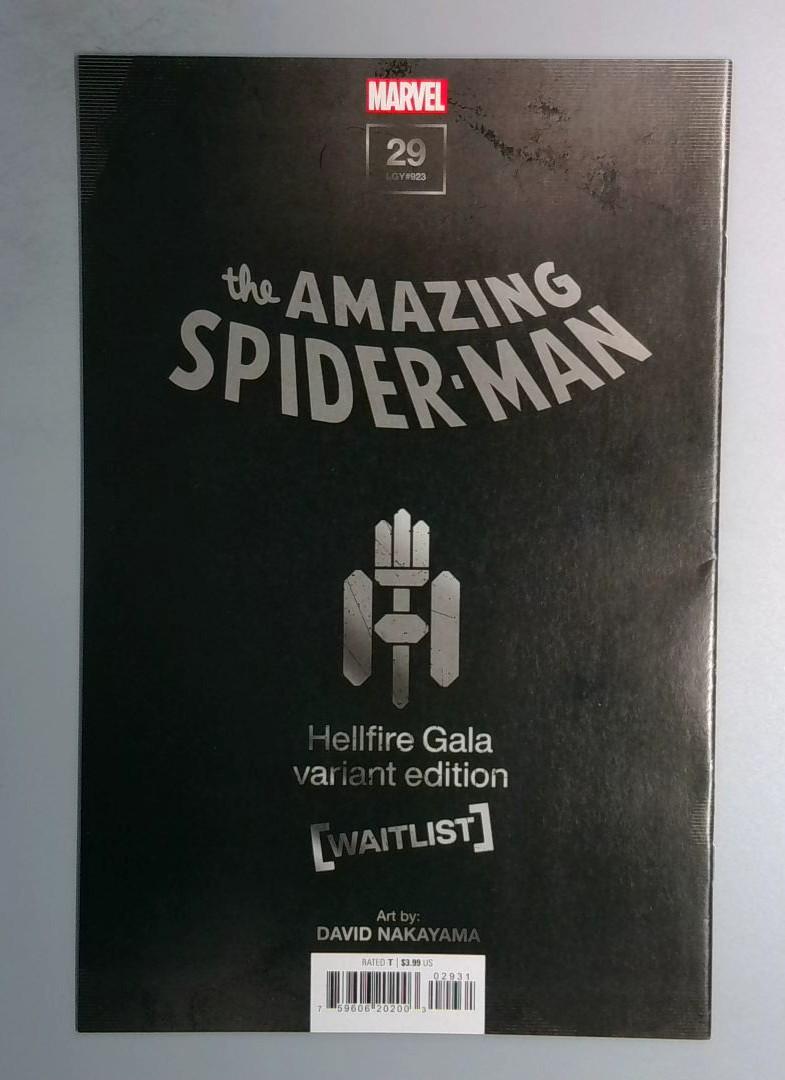 MARVEL
29
LGY#923
the AMAZING
SPIDER-MAN
Hellfire Gala
variant edition
[WAITLIST]
Art by:
DAVID NAKAYAMA
RATED T | $3.99 US
02931
7 59606 20200 3